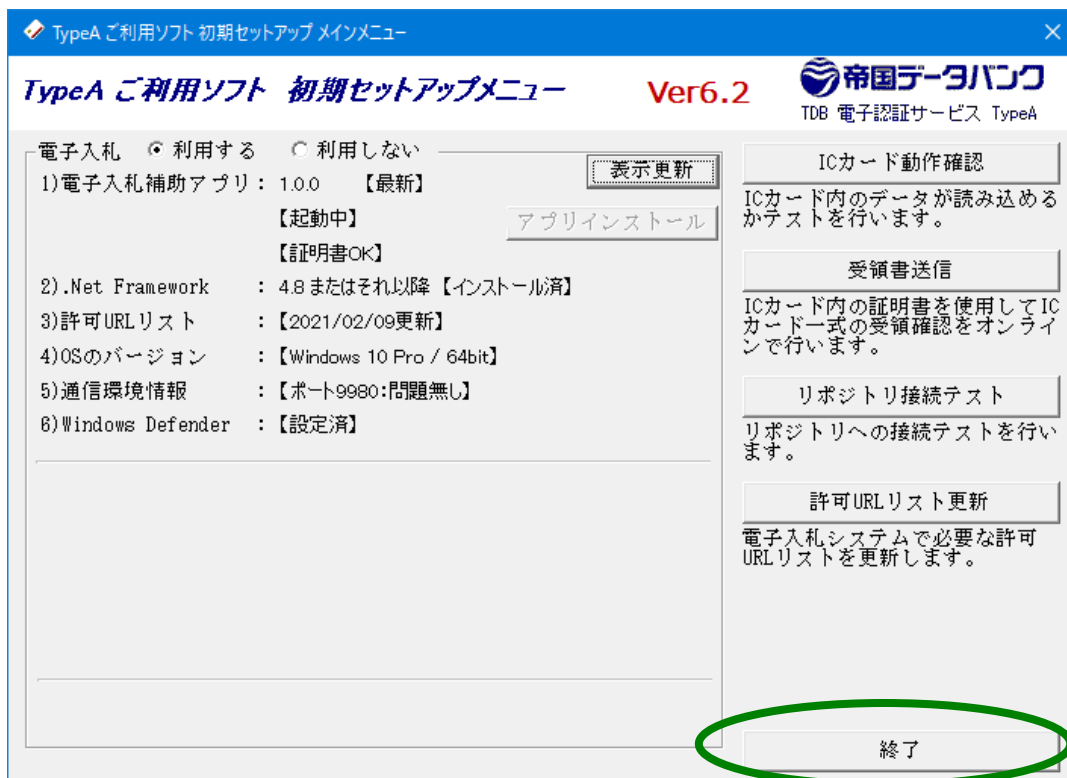 TypeA ご利用ソフト 初期セットアップ メインメニュー
TypeA ご利用ソフト 初期セットアップメニュー
Ver6.2
帝国データバンク
TDB 電子認証サービス TypeA
電子入札 利用する 利用しない
表示更新
1)電子入札補助アプリ : 1.0.0 【最新】
【起動中】
アプリインストール
【証明書OK】
2).Net Framework : 4.8 またはそれ以降 【インストール済】
3)許可URLリスト : 【2021/02/09更新】
4)OSのバージョン : 【Windows 10 Pro / 64bit】
5)通信環境情報 : 【ポート9980:問題無し】
6)Windows Defender : 【設定済】
ICカード動作確認
ICカード内のデータが読み込める
かテストを行います。
受領書送信
ICカード内の証明書を使用してIC
カード一式の受領確認をオンライ
ンで行います。
リポジトリ接続テスト
リポジトリへの接続テストを行い
ます。
許可URLリスト更新
電子入札システムで必要な許可
URLリストを更新します。
終了